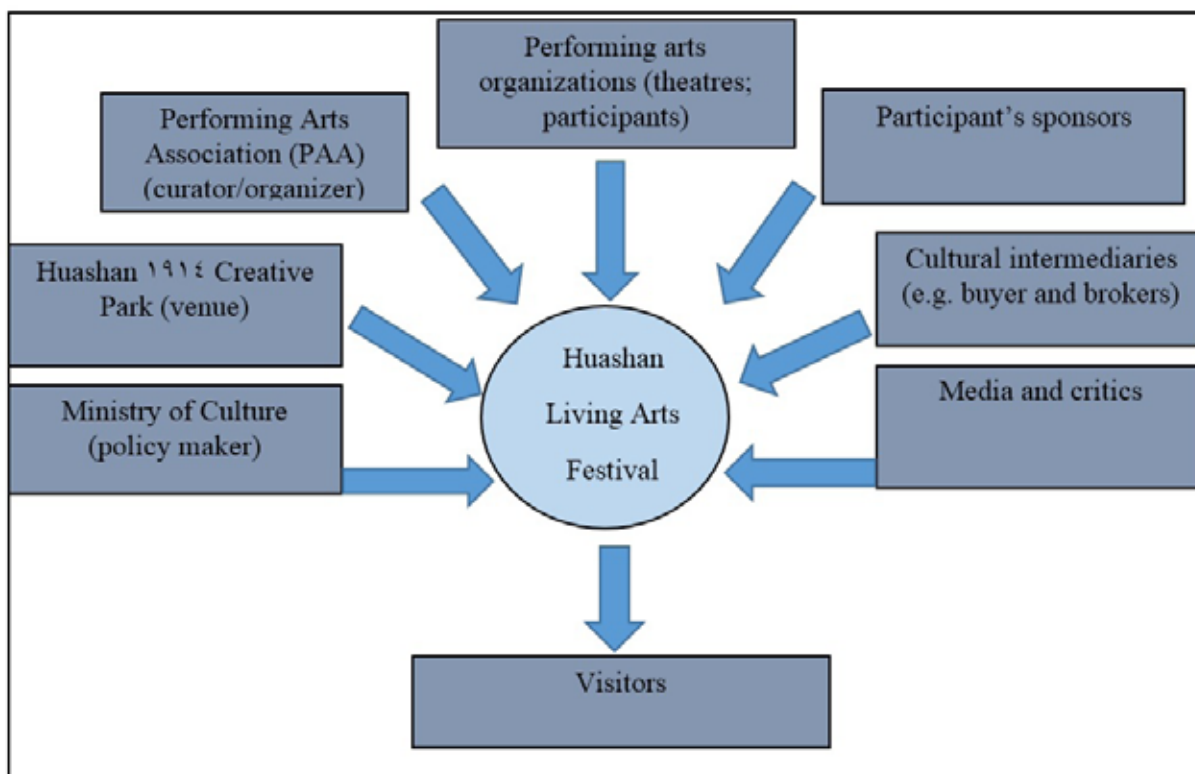 Performing arts
organizations (theatres;
participants)
Performing Arts
Association (PAA)
(curator/organizer)
Participant’s sponsors
Huashan ١٩١٤ Creative
Park (venue)
Cultural intermediaries
(e.g. buyer and brokers)
Ministry of Culture
(policy maker)
Media and critics
Huashan
Living Arts
Festival
Visitors